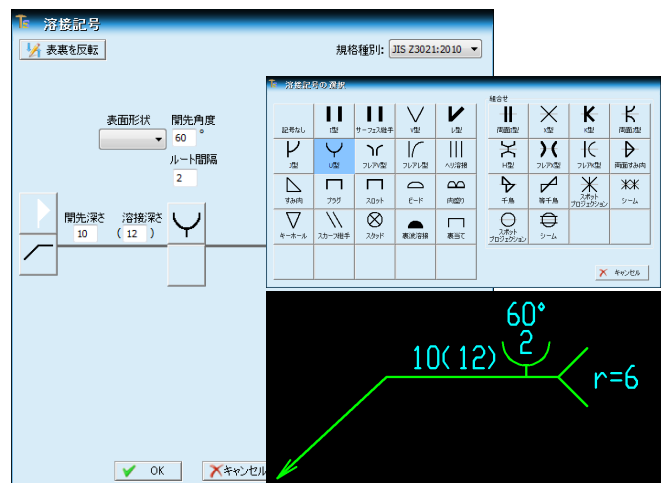 溶接記号
表裏を反転
規格種別: JIS Z3021:2010
表面形状
開先角度
60 °
ルート間隔
2
開先深さ
溶接深さ
10
( 12 )
OK
キャンセル
溶接記号の選択
記号なし
I型
サーフェス継手
V型
レ型
J型
U型
フレアV型
フレアレ型
ヘリ溶接
すみ肉
プラグ
スロット
ビード
肉盛り
キーホール
スカーフ継手
スタッド
裏波溶接
裏当て
組合せ
両面I型
X型
K型
両面J型
H型
フレアX型
フレアK型
両面すみ肉
千鳥
等千鳥
スポット
プロジェクション
シーム
スポット
プロジェクション
シーム
キャンセル
60°
10(12)
2
r=6